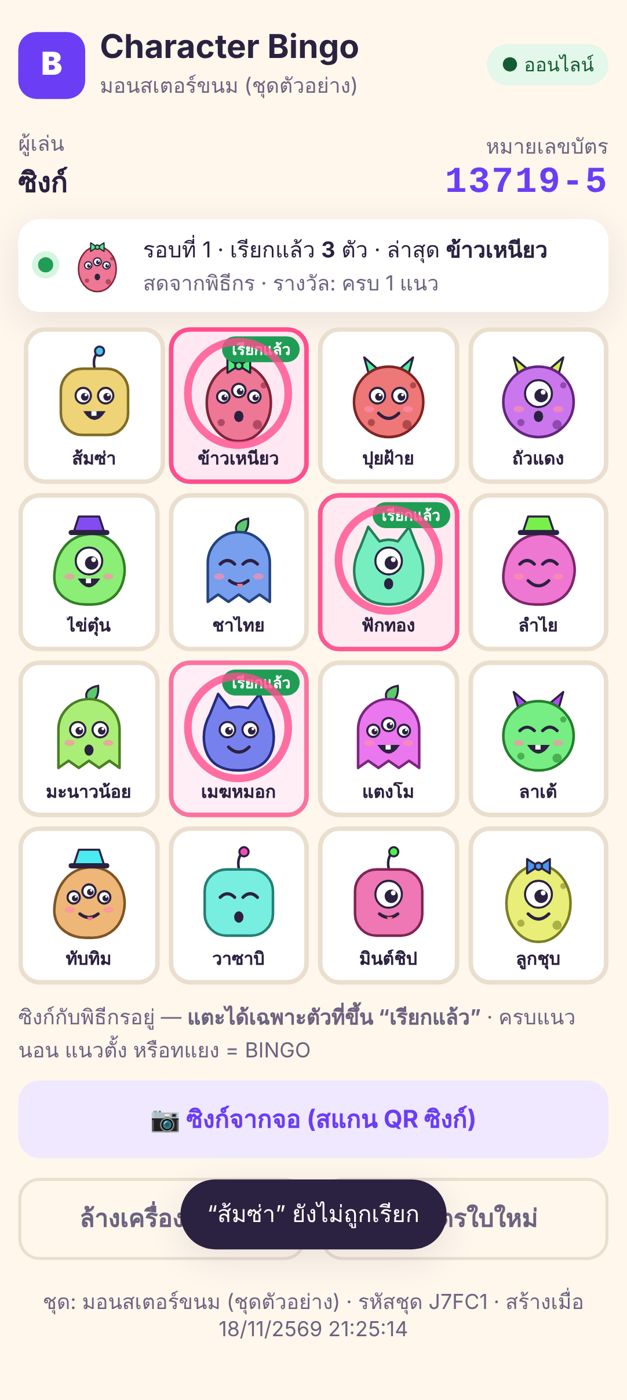 B
Character Bingo
มอนสเตอร์ขนม (ชุดตัวอย่าง)
ออนไลน์
ผู้เล่น
ซิงก์
หมายเลขบัตร
13719-5
รอบที่ 1 · เรียกแล้ว 3 ตัว · ล่าสุด ข้าวเหนียว
สดจากพิธีกร · รางวัล: ครบ 1 แนว
ส้มซ่า
เรียกแล้ว
ข้าวเหนียว
ปุยฝ้าย
ถั่วแดง
ไข่ตุ๋น
ชาไทย
เรียกแล้ว
ฟักทอง
ลำไย
มะนาวน้อย
เรียกแล้ว
เมฆหมอก
แตงโม
ลาเต้
ทับทิม
วาซาบิ
มินต์ชิป
ลูกชุบ
ซิงก์กับพิธีกรอยู่ — แตะได้เฉพาะตัวที่ขึ้น “เรียกแล้ว” · ครบแนว
นอน แนวตั้ง หรือทแยง = BINGO
📷 ซิงก์จากจอ (สแกน QR ซิงก์)
“ส้มซ่า” ยังไม่ถูกเรียก
ชุด: มอนสเตอร์ขนม (ชุดตัวอย่าง) · รหัสชุด J7FC1 · สร้างเมื่อ
18/11/2569 21:25:14